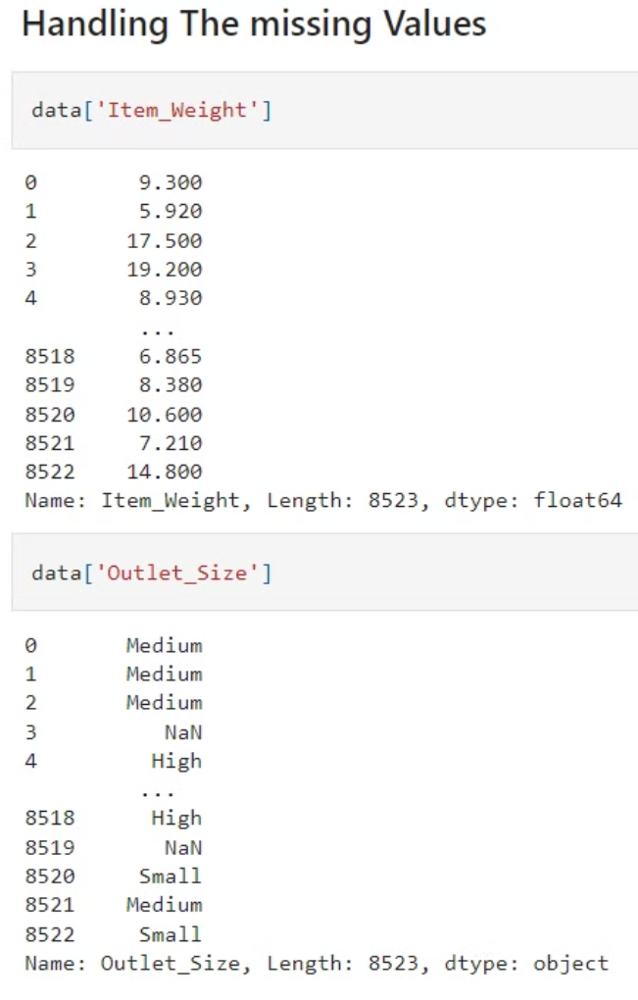 Handling The missing Values
data['Item_Weight']
0 9.300
1 5.920
2 17.500
3 19.200
4 8.930
...
8518 6.865
8519 8.380
8520 10.600
8521 7.210
8522 14.800
Name: Item_Weight, Length: 8523, dtype: float64
data['Outlet_Size']
0 Medium
1 Medium
2 Medium
3 NaN
4 High
...
8518 High
8519 NaN
8520 Small
8521 Medium
8522 Small
Name: Outlet_Size, Length: 8523, dtype: object